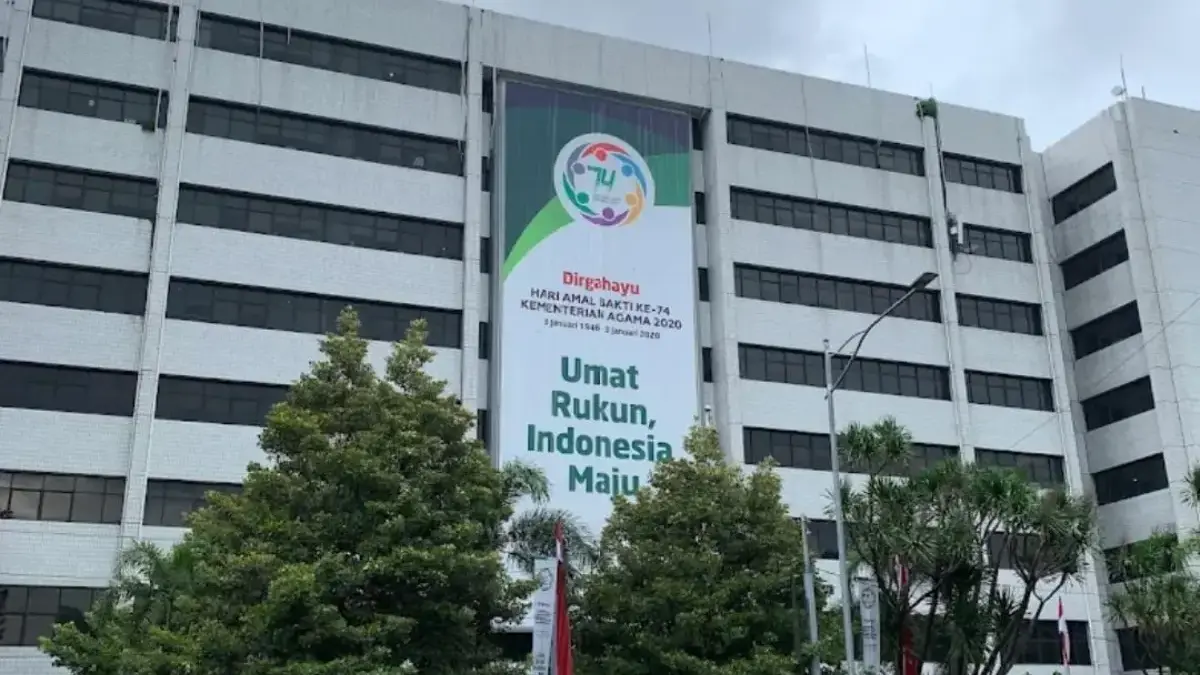 74
Dirgahayu
HARI AMAL BAKTI KE-74
KEMENTERIAN AGAMA 2020
3 Januari 1946 - 3 Januari 2020
Umat
Rukun,
Indonesia
Maju